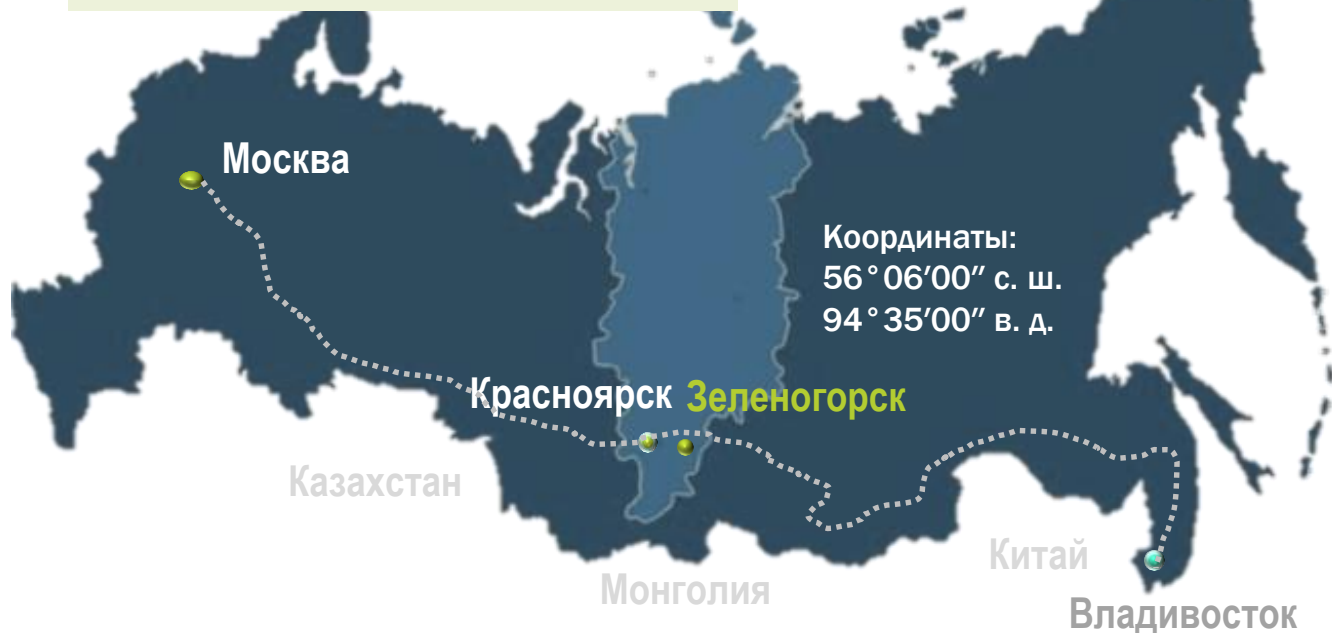 Москва
Координаты:
56°06′00″ с. ш.
94°35′00″ в. д.
Красноярск
Зеленогорск
Казахстан
Китай
Монголия
Владивосток